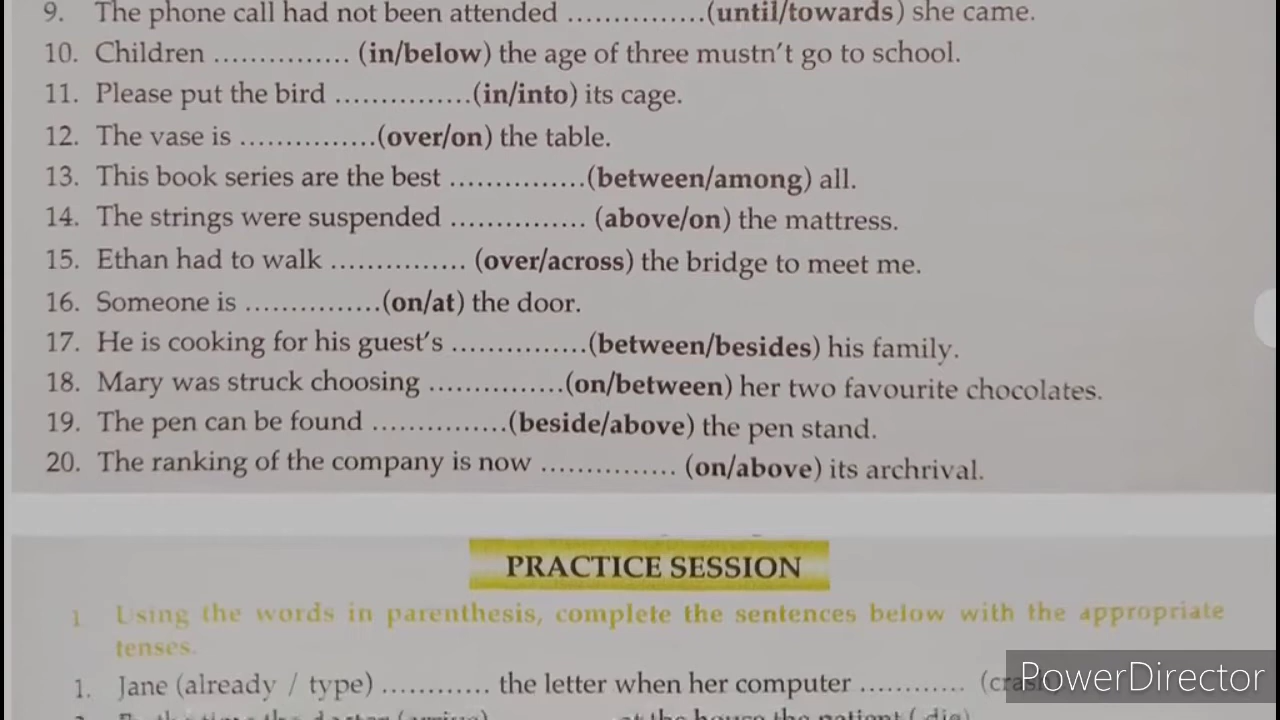 9. The phone call had not been attended ...............(until/towards) she came.
10. Children ............... (in/below) the age of three mustn't go to school.
11. Please put the bird ...............(in/into) its cage.
12. The vase is ...............(over/on) the table.
13. This book series are the best ...............(between/among) all.
14. The strings were suspended ............... (above/on) the mattress.
15. Ethan had to walk ............... (over/across) the bridge to meet me.
16. Someone is ...............(on/at) the door.
17. He is cooking for his guest's ...............(between/besides) his family.
18. Mary was struck choosing ...............(on/between) her two favourite chocolates.
19. The pen can be found ...............(beside/above) the pen stand.
20. The ranking of the company is now ............... (on/above) its archrival.
PRACTICE SESSION
1 Using the words in parenthesis, complete the sentences below with the appropriate
tenses.
1. Jane (already / type) ............ the letter when her computer ............
PowerDirector